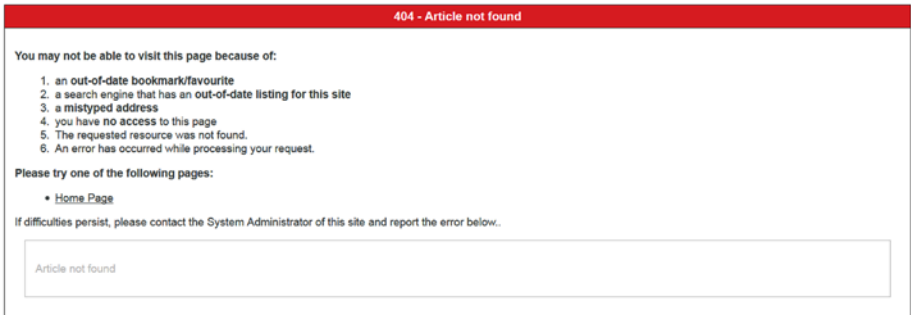 404 - Article not found
You may not be able to visit this page because of:
1. an out-of-date bookmark/favourite
2. a search engine that has an out-of-date listing for this site
3. a mistyped address
4. you have no access to this page
5. The requested resource was not found.
6. An error has occurred while processing your request.
Please try one of the following pages:
• Home Page
If difficulties persist, please contact the System Administrator of this site and report the error below..
Article not found